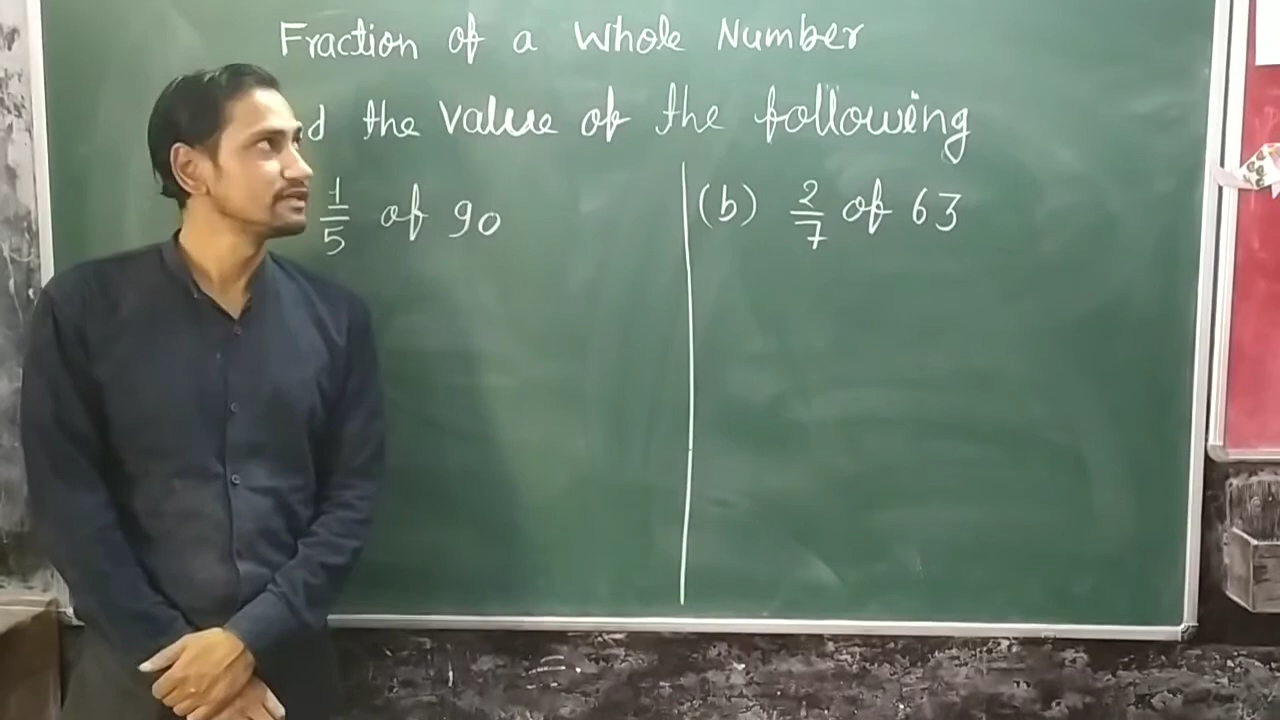 Fraction of a Whole Number
d the value of the following
1/5 of 90
(b) 2/7 of 63